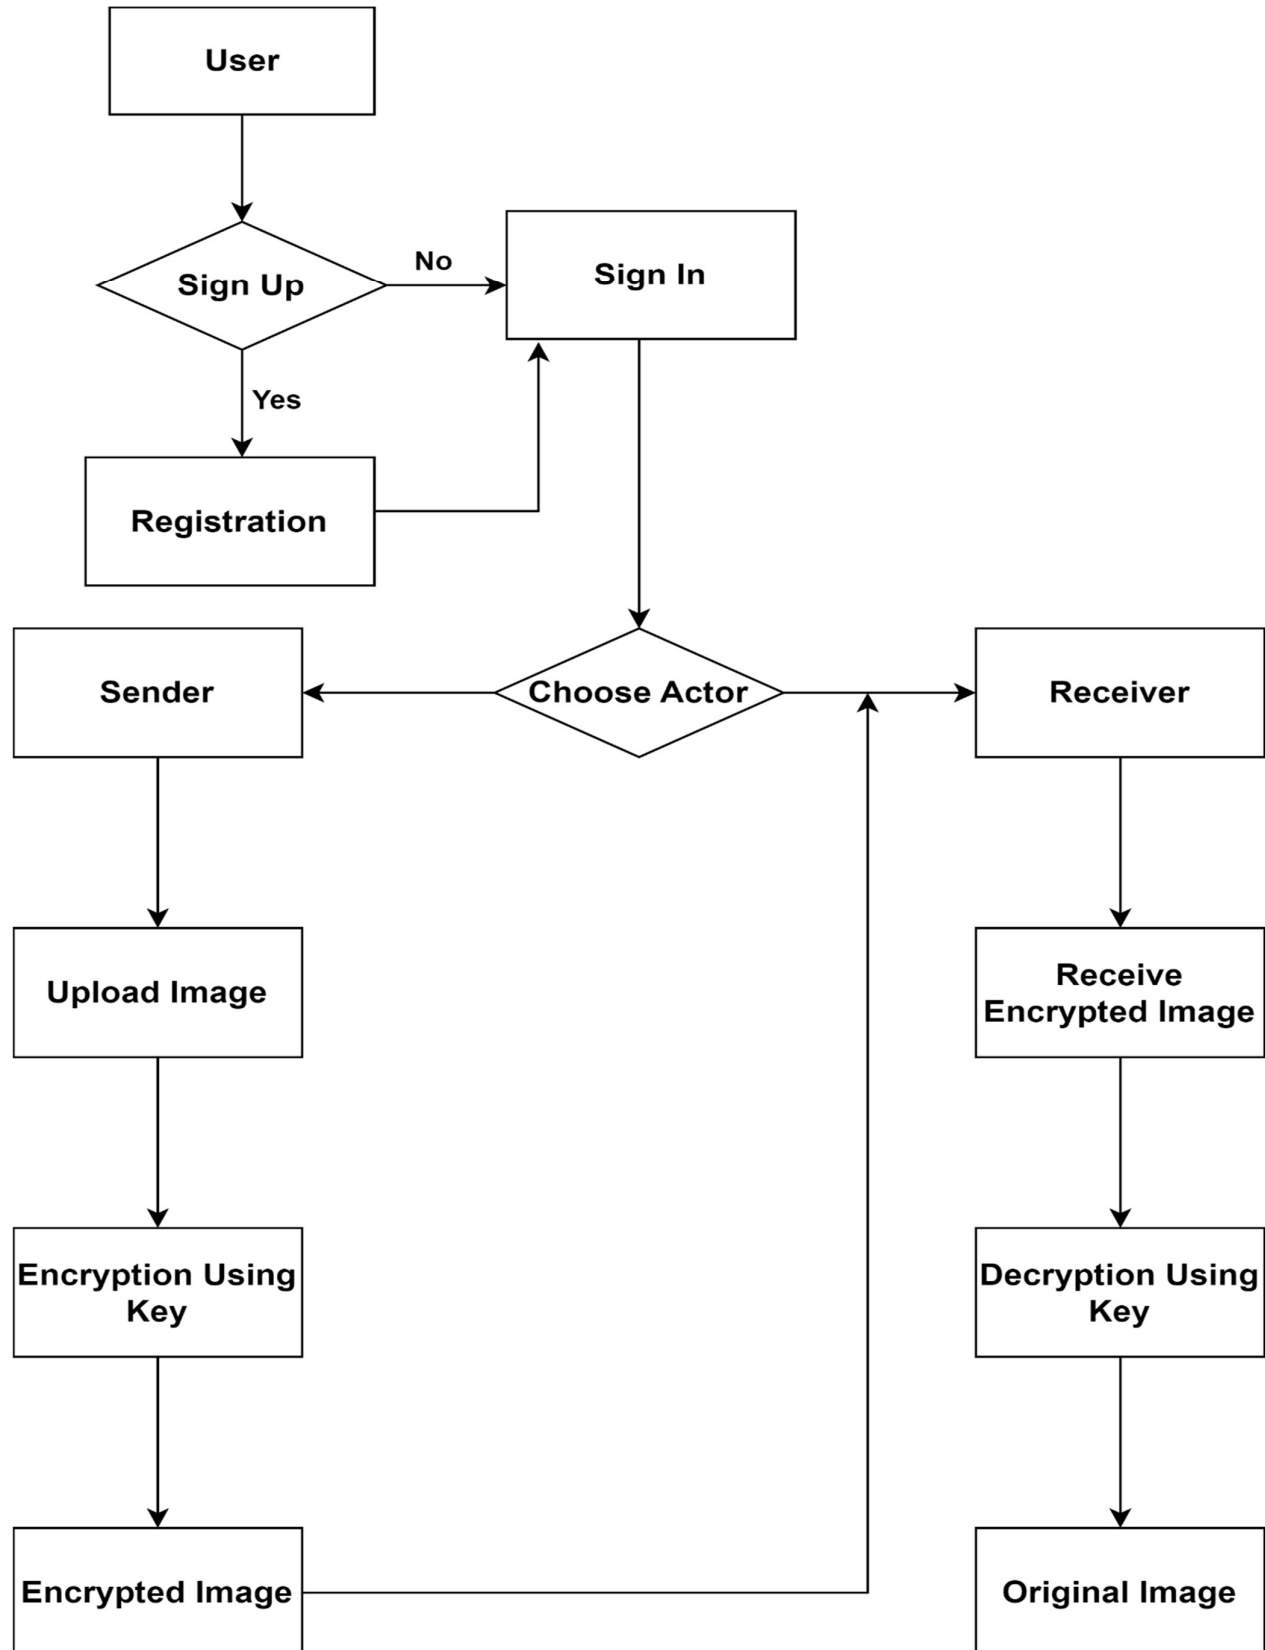 User
Sign Up
No
Sign In
Yes
Registration
Sender
Choose Actor
Receiver
Upload Image
Receive
Encrypted Image
Encryption Using
Key
Decryption Using
Key
Encrypted Image
Original Image